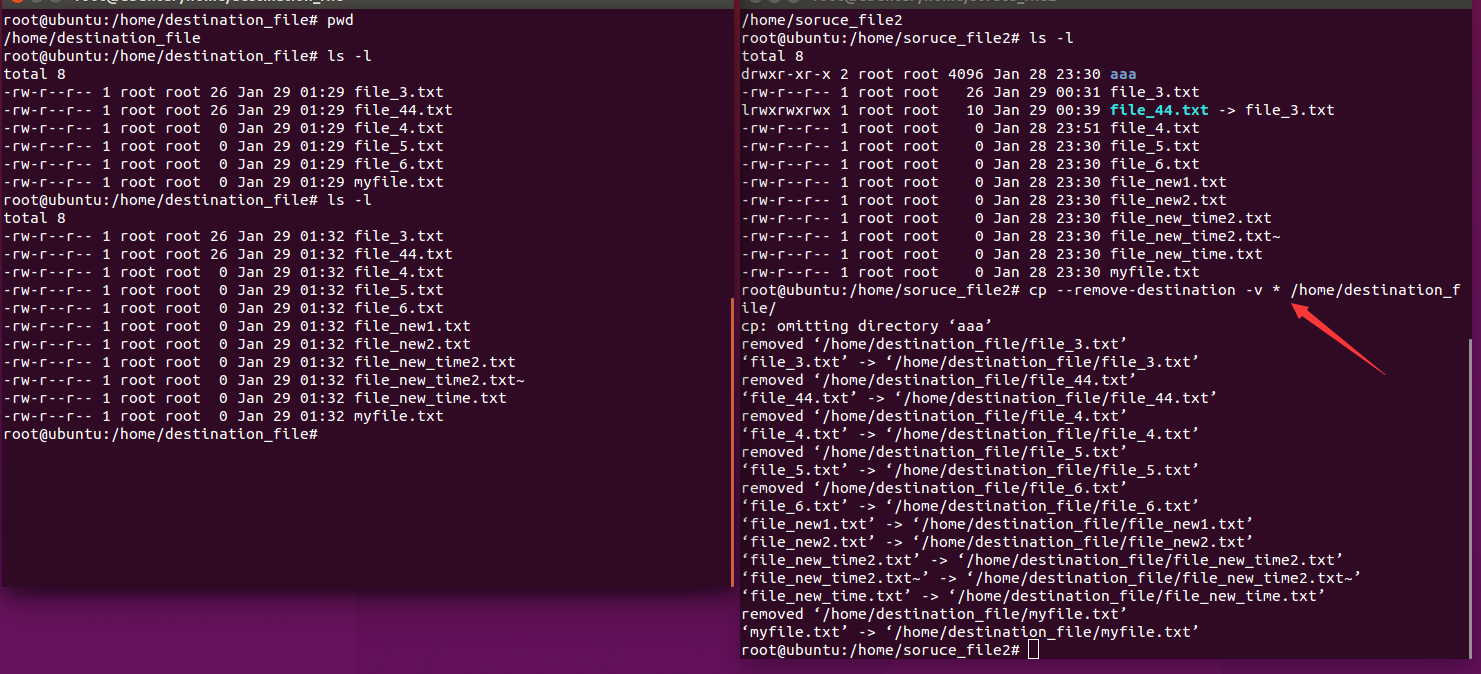 root@ubuntu:/home/destination_file# pwd
/home/destination_file
root@ubuntu:/home/destination_file# ls -l
total 8
-rw-r--r-- 1 root root 26 Jan 29 01:29 file_3.txt
-rw-r--r-- 1 root root 26 Jan 29 01:29 file_44.txt
-rw-r--r-- 1 root root  0 Jan 29 01:29 file_4.txt
-rw-r--r-- 1 root root  0 Jan 29 01:29 file_5.txt
-rw-r--r-- 1 root root  0 Jan 29 01:29 file_6.txt
-rw-r--r-- 1 root root  0 Jan 29 01:29 myfile.txt
root@ubuntu:/home/destination_file# ls -l
total 8
-rw-r--r-- 1 root root 26 Jan 29 01:32 file_3.txt
-rw-r--r-- 1 root root 26 Jan 29 01:32 file_44.txt
-rw-r--r-- 1 root root  0 Jan 29 01:32 file_4.txt
-rw-r--r-- 1 root root  0 Jan 29 01:32 file_5.txt
-rw-r--r-- 1 root root  0 Jan 29 01:32 file_6.txt
-rw-r--r-- 1 root root  0 Jan 29 01:32 file_new1.txt
-rw-r--r-- 1 root root  0 Jan 29 01:32 file_new2.txt
-rw-r--r-- 1 root root  0 Jan 29 01:32 file_new_time2.txt
-rw-r--r-- 1 root root  0 Jan 29 01:32 file_new_time2.txt~
-rw-r--r-- 1 root root  0 Jan 29 01:32 file_new_time.txt
-rw-r--r-- 1 root root  0 Jan 29 01:32 myfile.txt
root@ubuntu:/home/destination_file#
/home/soruce_file2
root@ubuntu:/home/soruce_file2# ls -l
total 8
drwxr-xr-x 2 root root 4096 Jan 28 23:30 aaa
-rw-r--r-- 1 root root   26 Jan 29 00:31 file_3.txt
lrwxrwxrwx 1 root root   10 Jan 29 00:39 file_44.txt -> file_3.txt
-rw-r--r-- 1 root root    0 Jan 28 23:51 file_4.txt
-rw-r--r-- 1 root root    0 Jan 28 23:30 file_5.txt
-rw-r--r-- 1 root root    0 Jan 28 23:30 file_6.txt
-rw-r--r-- 1 root root    0 Jan 28 23:30 file_new1.txt
-rw-r--r-- 1 root root    0 Jan 28 23:30 file_new2.txt
-rw-r--r-- 1 root root    0 Jan 28 23:30 file_new_time2.txt
-rw-r--r-- 1 root root    0 Jan 28 23:30 file_new_time2.txt~
-rw-r--r-- 1 root root    0 Jan 28 23:30 file_new_time.txt
-rw-r--r-- 1 root root    0 Jan 28 23:30 myfile.txt
root@ubuntu:/home/soruce_file2# cp --remove-destination -v * /home/destination_f
ile/
cp: omitting directory ‘aaa’
removed ‘/home/destination_file/file_3.txt’
‘file_3.txt’ -> ‘/home/destination_file/file_3.txt’
removed ‘/home/destination_file/file_44.txt’
‘file_44.txt’ -> ‘/home/destination_file/file_44.txt’
removed ‘/home/destination_file/file_4.txt’
‘file_4.txt’ -> ‘/home/destination_file/file_4.txt’
removed ‘/home/destination_file/file_5.txt’
‘file_5.txt’ -> ‘/home/destination_file/file_5.txt’
removed ‘/home/destination_file/file_6.txt’
‘file_6.txt’ -> ‘/home/destination_file/file_6.txt’
‘file_new1.txt’ -> ‘/home/destination_file/file_new1.txt’
‘file_new2.txt’ -> ‘/home/destination_file/file_new2.txt’
‘file_new_time2.txt’ -> ‘/home/destination_file/file_new_time2.txt’
‘file_new_time2.txt~’ -> ‘/home/destination_file/file_new_time2.txt~’
‘file_new_time.txt’ -> ‘/home/destination_file/file_new_time.txt’
removed ‘/home/destination_file/myfile.txt’
‘myfile.txt’ -> ‘/home/destination_file/myfile.txt’
root@ubuntu:/home/soruce_file2#